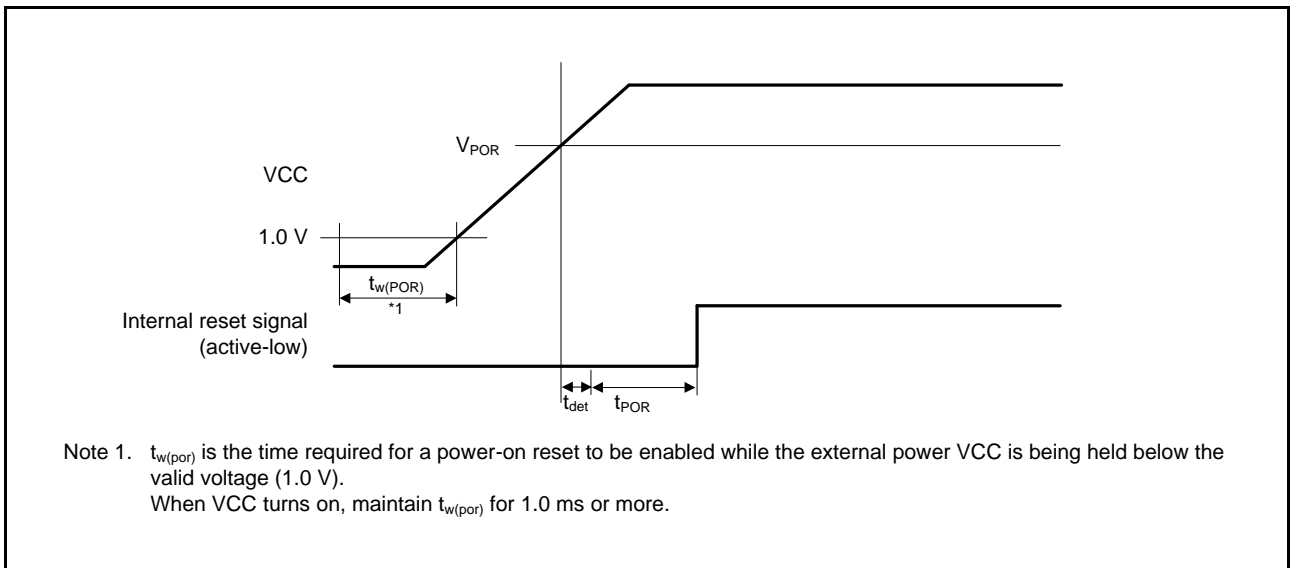 VPOR
VCC
1.0 V
tw(POR)
*1
Internal reset signal
(active-low)
tdet
tPOR
Note 1. tw(por) is the time required for a power-on reset to be enabled while the external power VCC is being held below the
valid voltage (1.0 V).
When VCC turns on, maintain tw(por) for 1.0 ms or more.